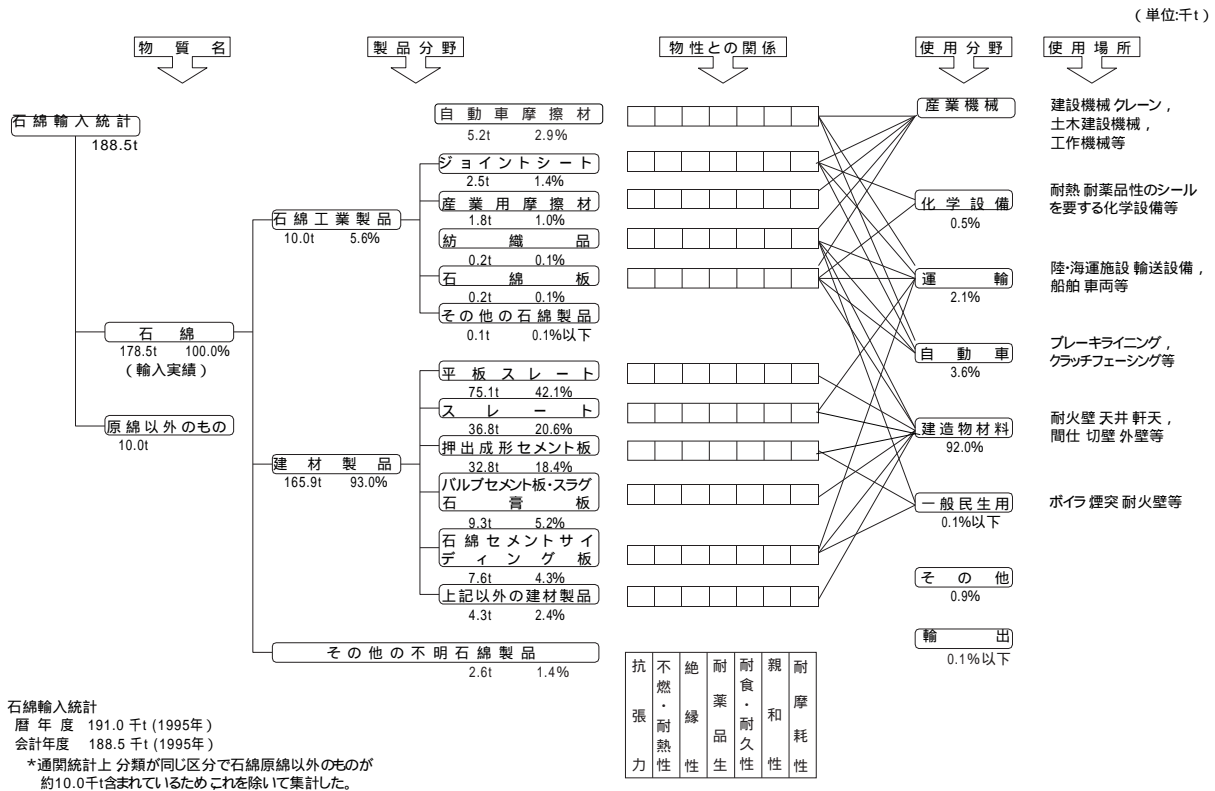 (単位:千t)
物質名
製品分野
物性との関係
使用分野
使用場所
石綿輸入統計
188.5t
石綿
178.5t 100.0%
(輸入実績)
原綿以外のもの
10.0t
石綿工業製品
10.0t 5.6%
建材製品
165.9t 93.0%
自動車摩擦材
5.2t 2.9%
ジョイントシート
2.5t 1.4%
産業用摩擦材
1.8t 1.0%
紡織品
0.2t 0.1%
石綿板
0.2t 0.1%
その他の石綿製品
0.1t 0.1%以下
平板スレート
75.1t 42.1%
スレート
36.8t 20.6%
押出成形セメント板
32.8t 18.4%
パルプセメント板・スラグ
石膏板
9.3t 5.2%
石綿セメントサイ
ディング板
7.6t 4.3%
上記以外の建材製品
4.3t 2.4%
その他の不明石綿製品
2.6t 1.4%
抗張力
不燃・耐熱性
絶縁性
耐薬品生
耐食・耐久性
親和性
耐摩耗性
産業機械
化学設備
0.5%
運輸
2.1%
自動車
3.6%
建造物材料
92.0%
一般民生用
0.1%以下
その他
0.9%
輸出
0.1%以下
建設機械 クレーン,
土木建設機械,
工作機械等
耐熱 耐薬品性のシール
を要する化学設備等
陸・海運施設 輸送設備,
船舶 車両等
ブレーキライニング,
クラッチフェーシング等
耐火壁 天井 軒天,
間仕 切壁 外壁等
ボイラ 煙突 耐火壁等
石綿輸入統計
暦年度 191.0 千t (1995年)
会計年度 188.5 千t (1995年)
*通関統計上 分類が同じ区分で石綿原綿以外のものが
約10.0千t含まれているため これを除いて集計した。